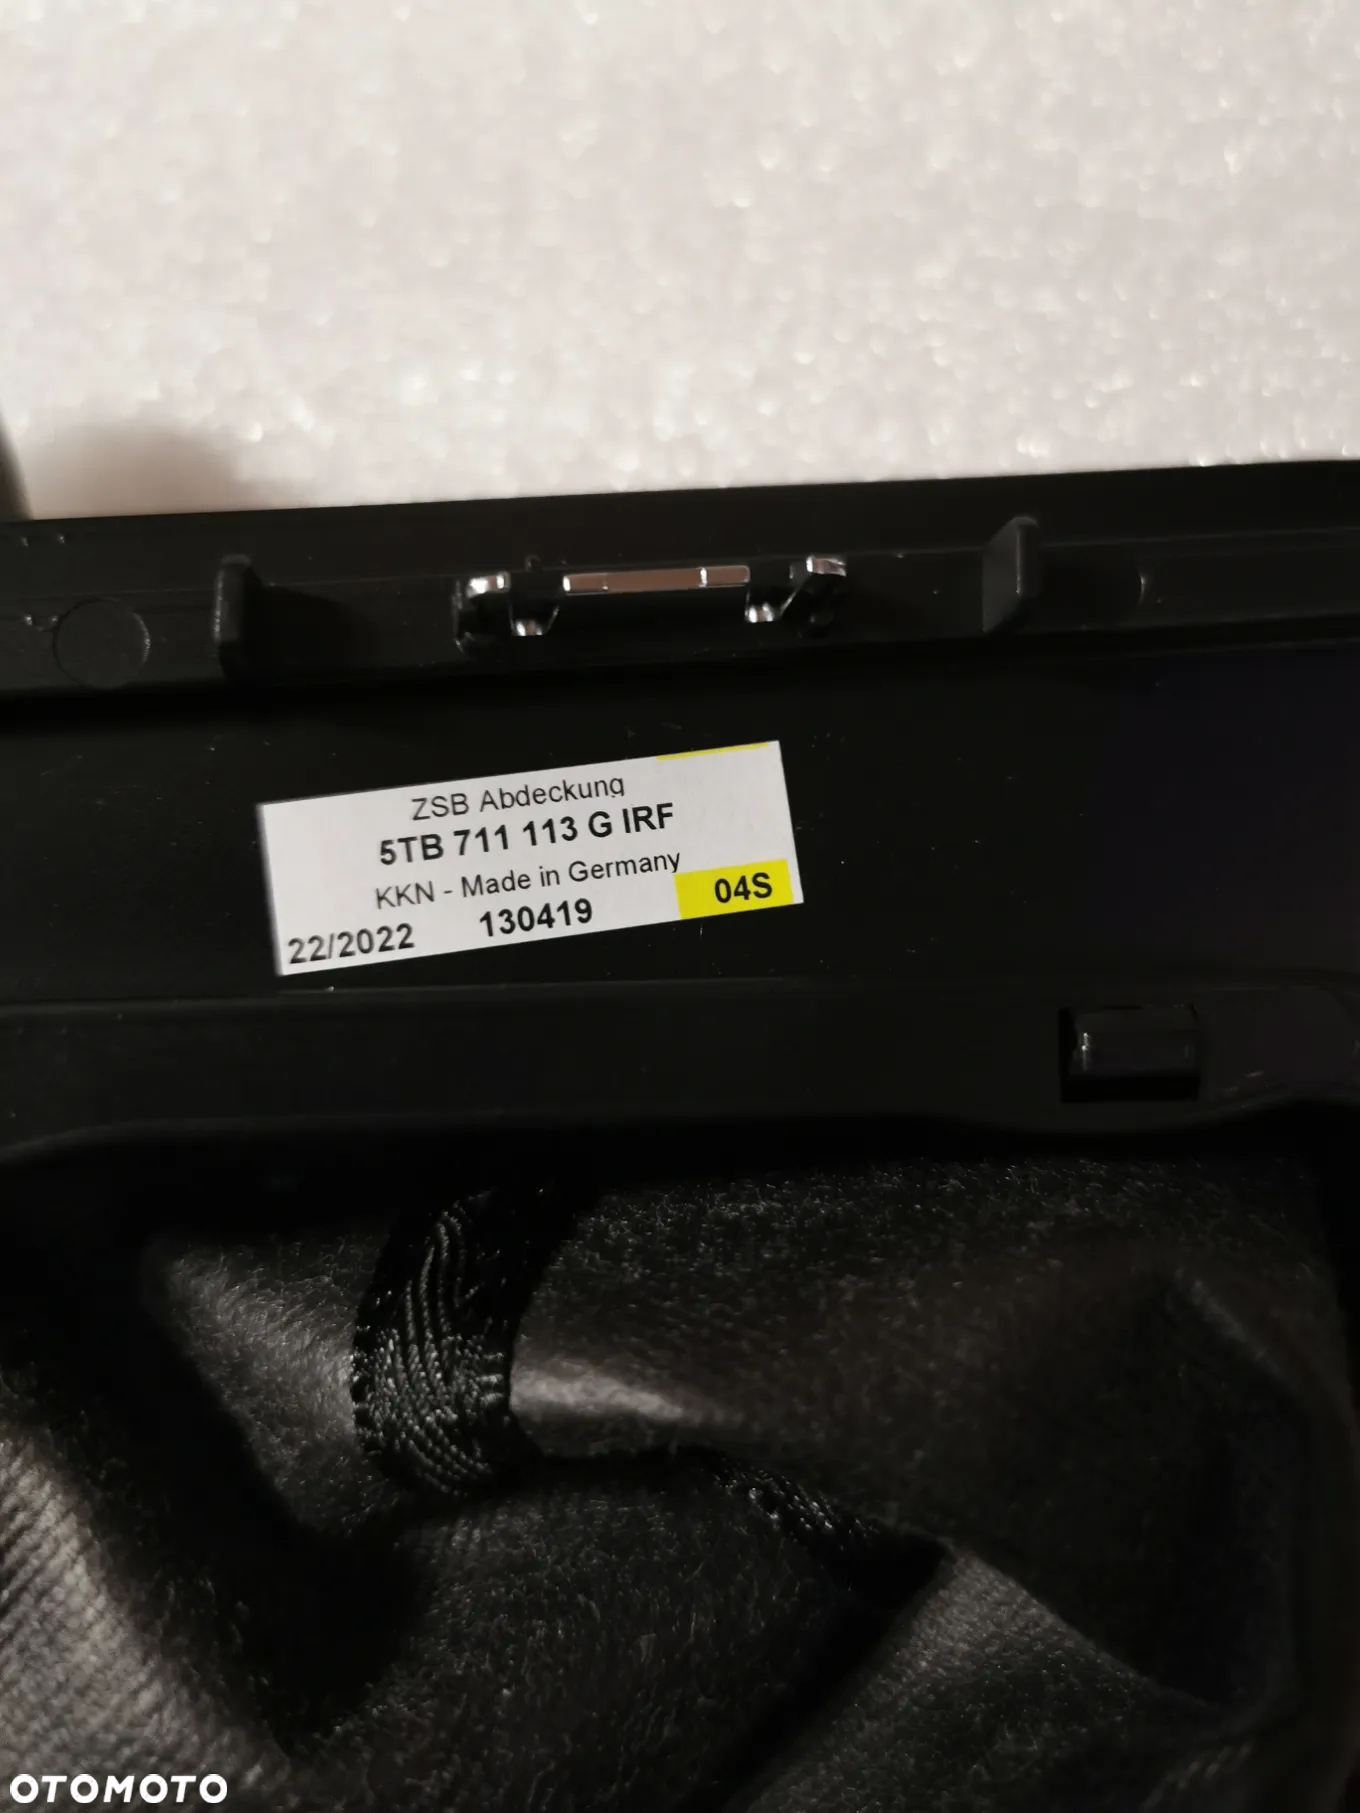 ZSB Abdeckung
5TB 711 113 G IRF
KKN - Made in Germany
22/2022 130419 04S
OTOMOTO